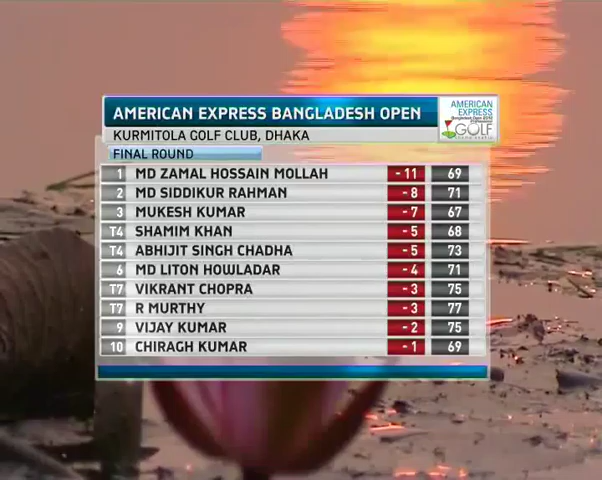 AMERICAN EXPRESS BANGLADESH OPEN
KURMITOLA GOLF CLUB, DHAKA
AMERICAN
EXPRESS
GOLF
FINAL ROUND
1 MD ZAMAL HOSSAIN MOLLAH - 11 69
2 MD SIDDIKUR RAHMAN - 8 71
3 MUKESH KUMAR - 7 67
T4 SHAMIM KHAN - 5 68
T4 ABHIJIT SINGH CHADHA - 5 73
6 MD LITON HOWLADAR - 4 71
T7 VIKRANT CHOPRA - 3 75
T7 R MURTHY - 3 77
9 VIJAY KUMAR - 2 75
10 CHIRAGH KUMAR - 1 69